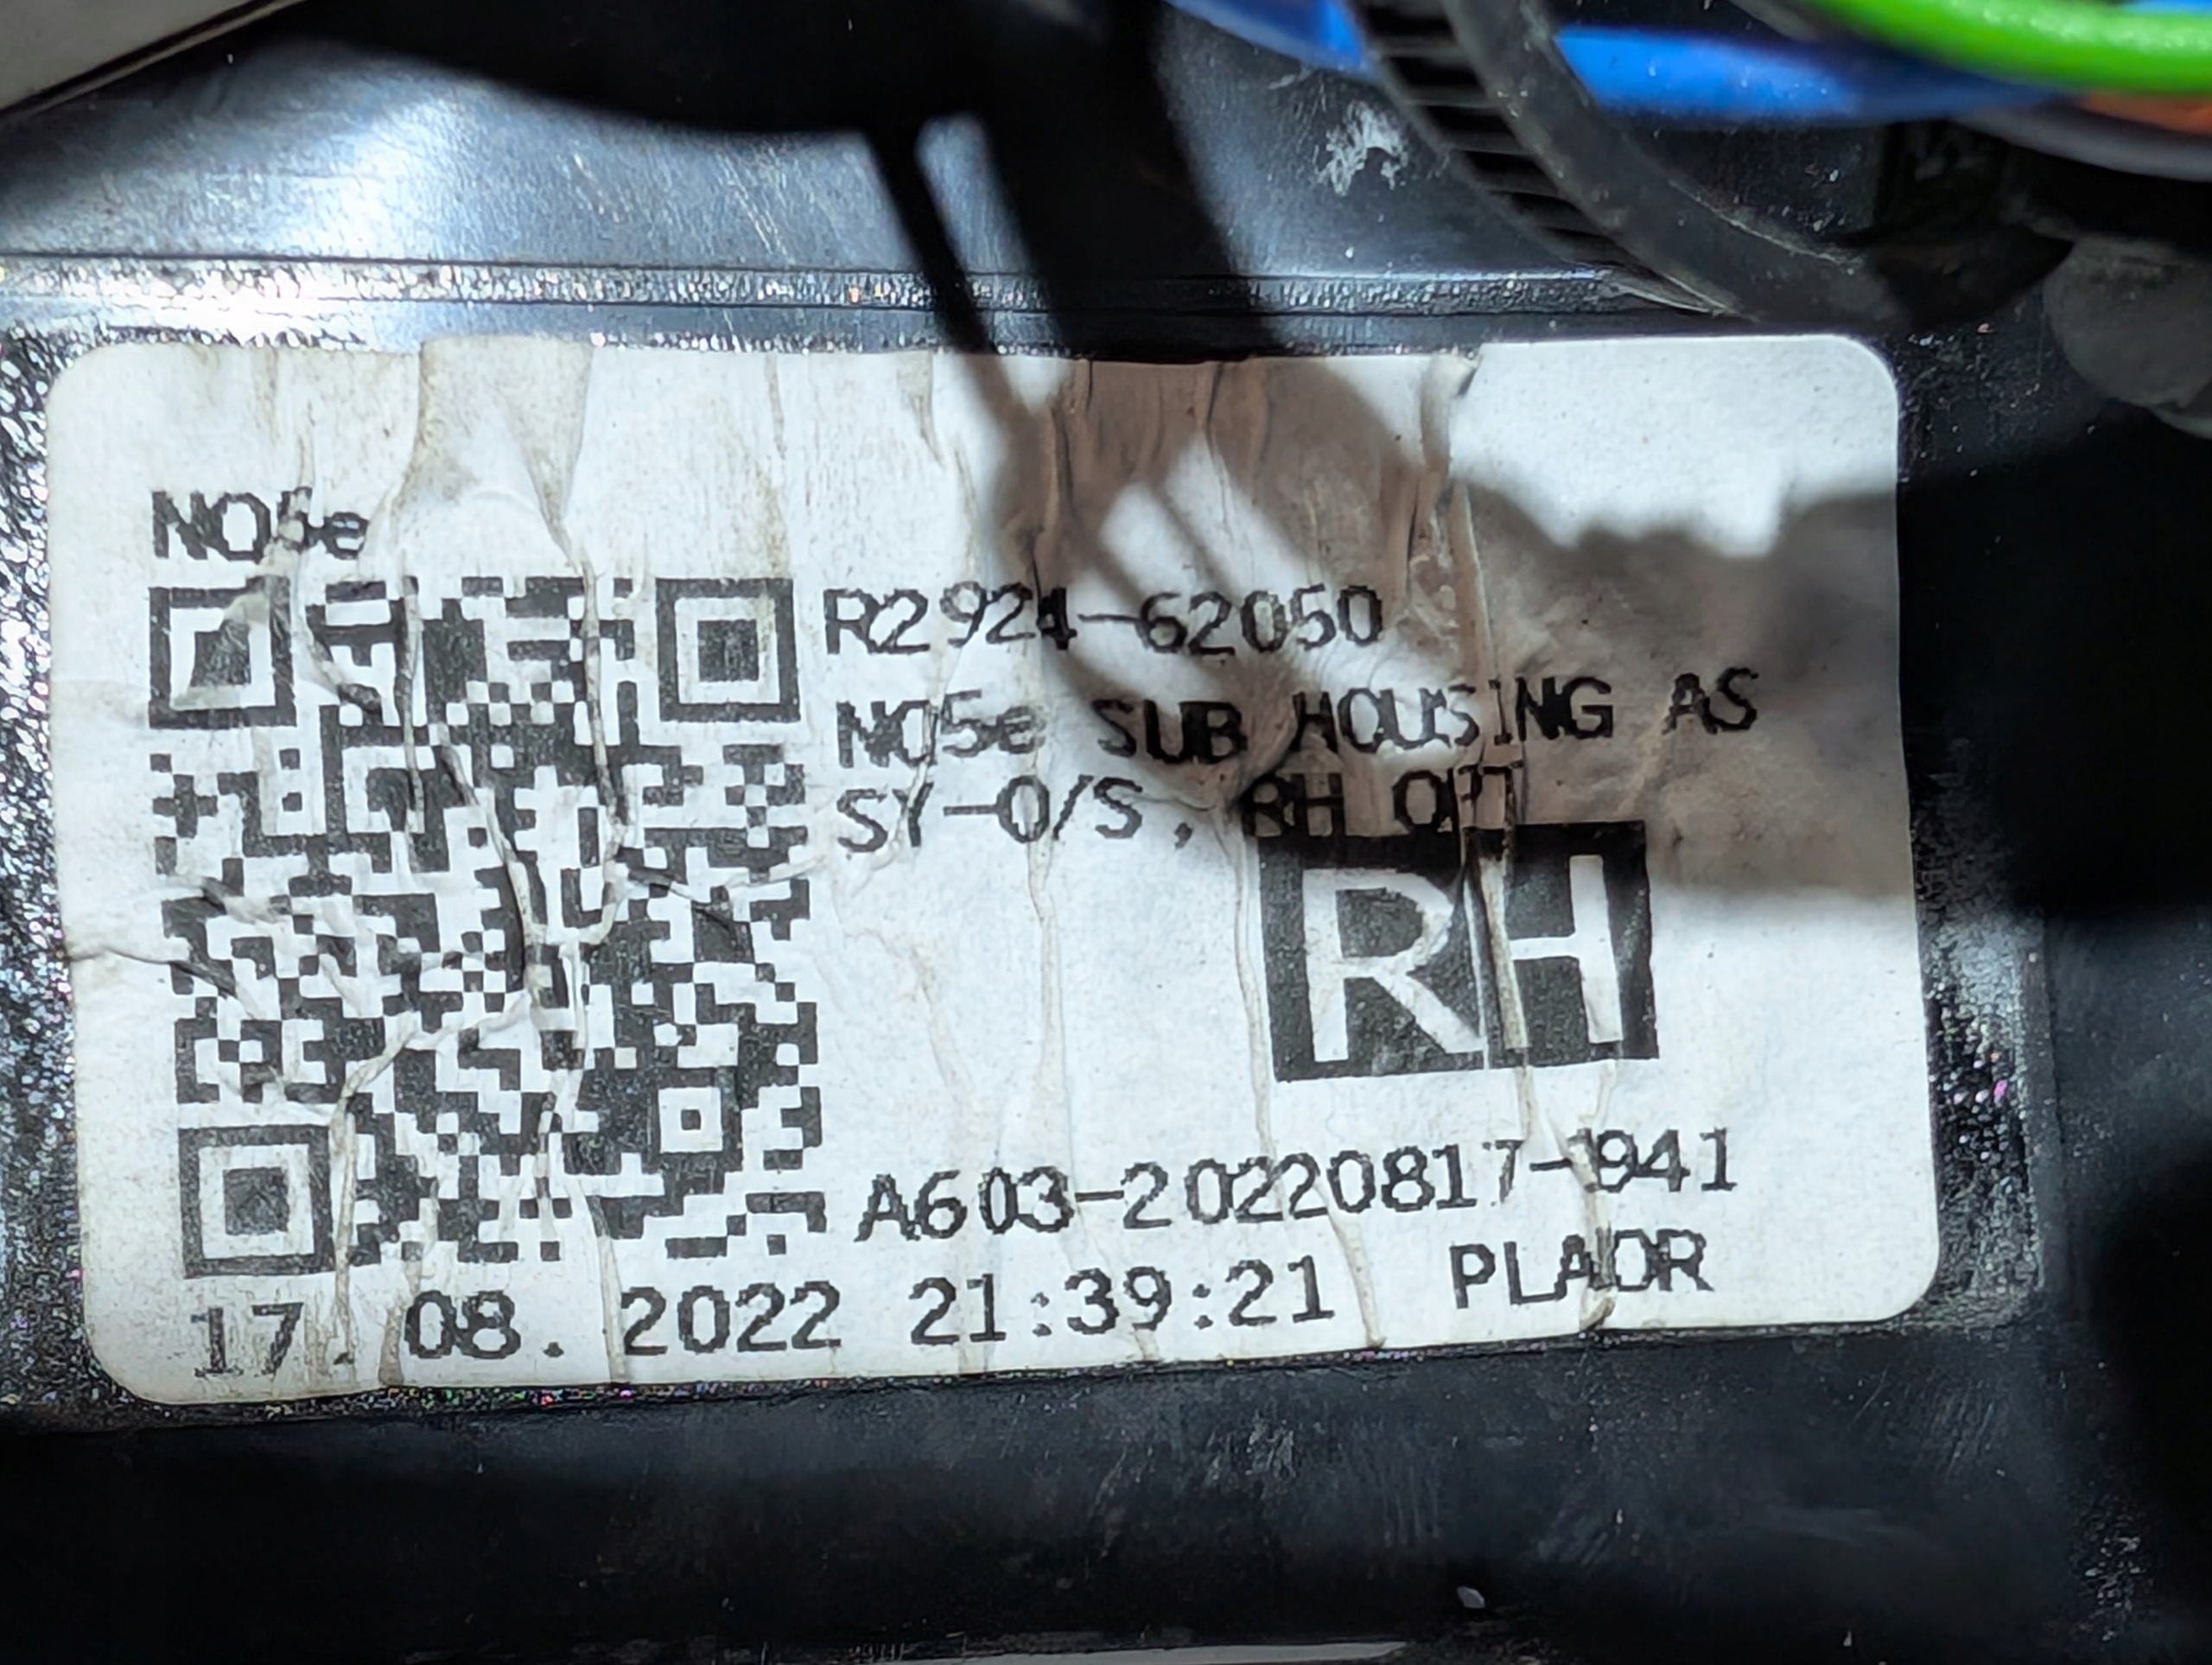 NO5e
R2924-62050
NO5e SUB HOUSING AS
SY-O/S, RH OPT
RH
A603-20220817-1941
17. 08. 2022 21:39:21 PLADR